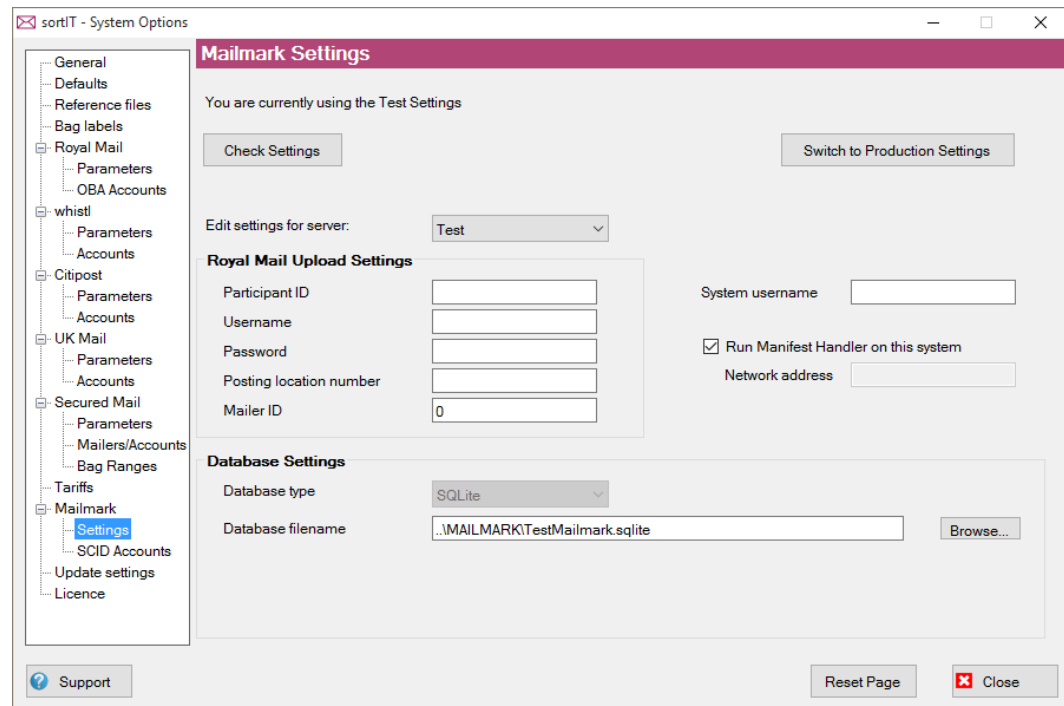 sortIT - System Options
General
Defaults
Reference files
Bag labels
Royal Mail
Parameters
OBA Accounts
whistl
Parameters
Accounts
Citipost
Parameters
Accounts
UK Mail
Parameters
Accounts
Secured Mail
Parameters
Mailers/Accounts
Bag Ranges
Tariffs
Mailmark
Settings
SCID Accounts
Update settings
Licence
Mailmark Settings
You are currently using the Test Settings
Check Settings
Switch to Production Settings
Edit settings for server:
Test
Royal Mail Upload Settings
Participant ID
Username
Password
Posting location number
Mailer ID
0
System username
Run Manifest Handler on this system
Network address
Database Settings
Database type
SQLite
Database filename
..\MAILMARK\TestMailmark.sqlite
Browse...
Support
Reset Page
Close